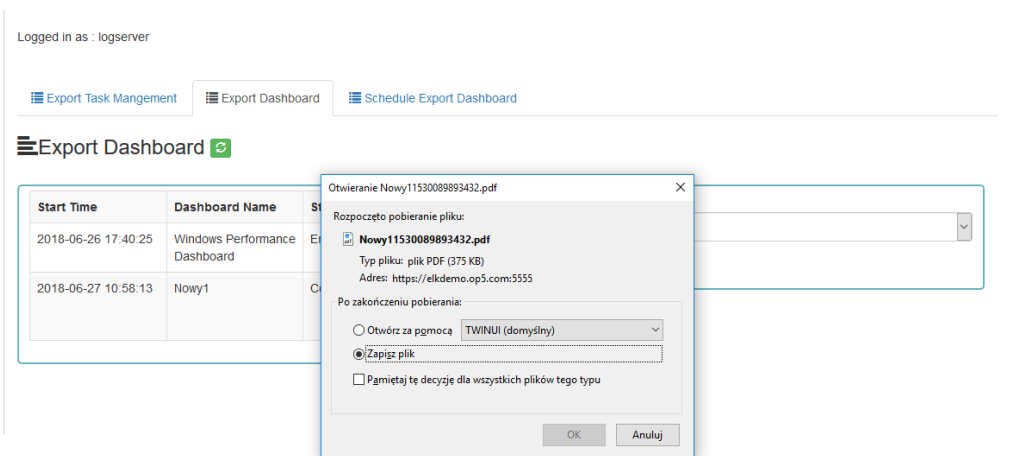 Logged in as : logserver
Export Task Mangement
Export Dashboard
Schedule Export Dashboard
Export Dashboard
Start Time
Dashboard Name
St
2018-06-26 17:40:25
Windows Performance
Dashboard
Er
2018-06-27 10:58:13
Nowy1
Otwieranie Nowy11530089893432.pdf
Rozpoczęto pobieranie pliku:
Nowy11530089893432.pdf
Typ pliku: plik PDF (375 KB)
Adres: https://elkdemo.op5.com:5555
Po zakończeniu pobierania:
Otwórz za pomocą
TWINUI (domyślny)
Zapisz plik
Pamiętaj tę decyzję dla wszystkich plików tego typu
OK
Anuluj